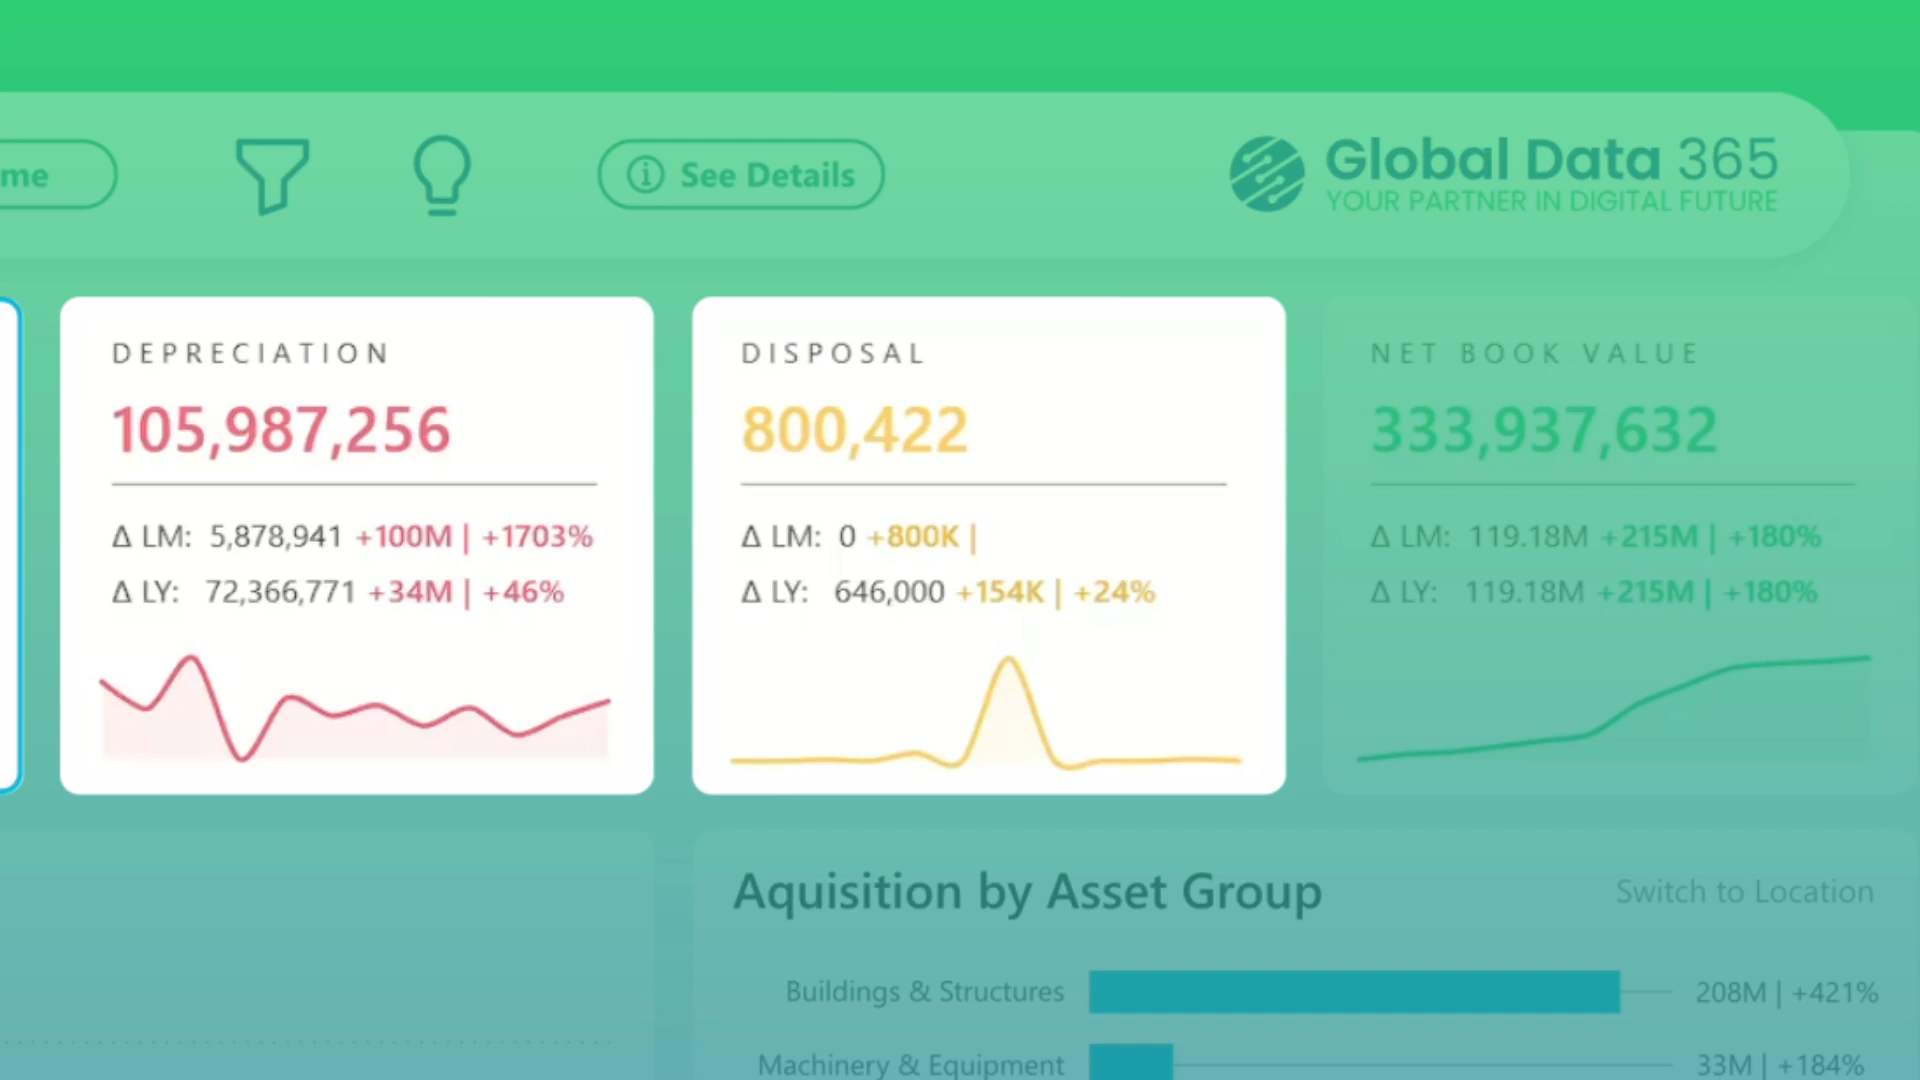 me
See Details
Global Data 365
YOUR PARTNER IN DIGITAL FUTURE
DEPRECIATION
105,987,256
Δ LM: 5,878,941 +100M | +1703%
Δ LY: 72,366,771 +34M | +46%
DISPOSAL
800,422
Δ LM: 0 +800K |
Δ LY: 646,000 +154K | +24%
NET BOOK VALUE
333,937,632
Δ LM: 119.18M +215M | +180%
Δ LY: 119.18M +215M | +180%
Aquisition by Asset Group
Switch to Location
Buildings & Structures 208M | +421%
Machinery & Equipment 33M | +184%